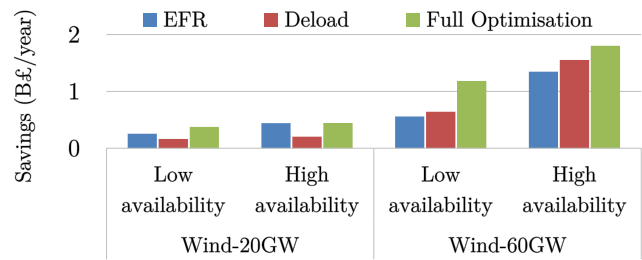 EFR Deload Full Optimisation
Savings (B£/year)
2
1
0
Low availability High availability Low availability High availability
Wind-20GW Wind-60GW